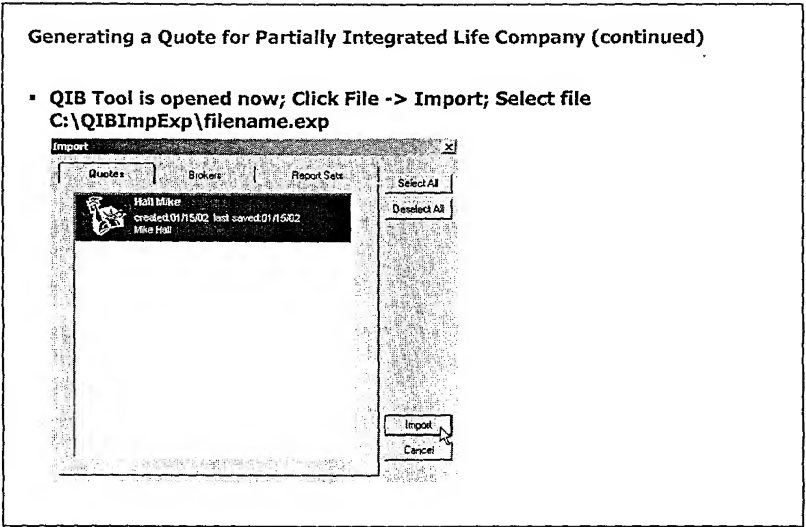 Generating a Quote for Partially Integrated Life Company (continued)
▪ QIB Tool is opened now; Click File -> Import; Select file
C:\QIBImpExp\filename.exp
Import
Quotes Brokers Report Sets
Select All
Hall Mike
Deselect All
created:01/15/02 last saved:01/15/02
Mike Hall
Import
Cancel